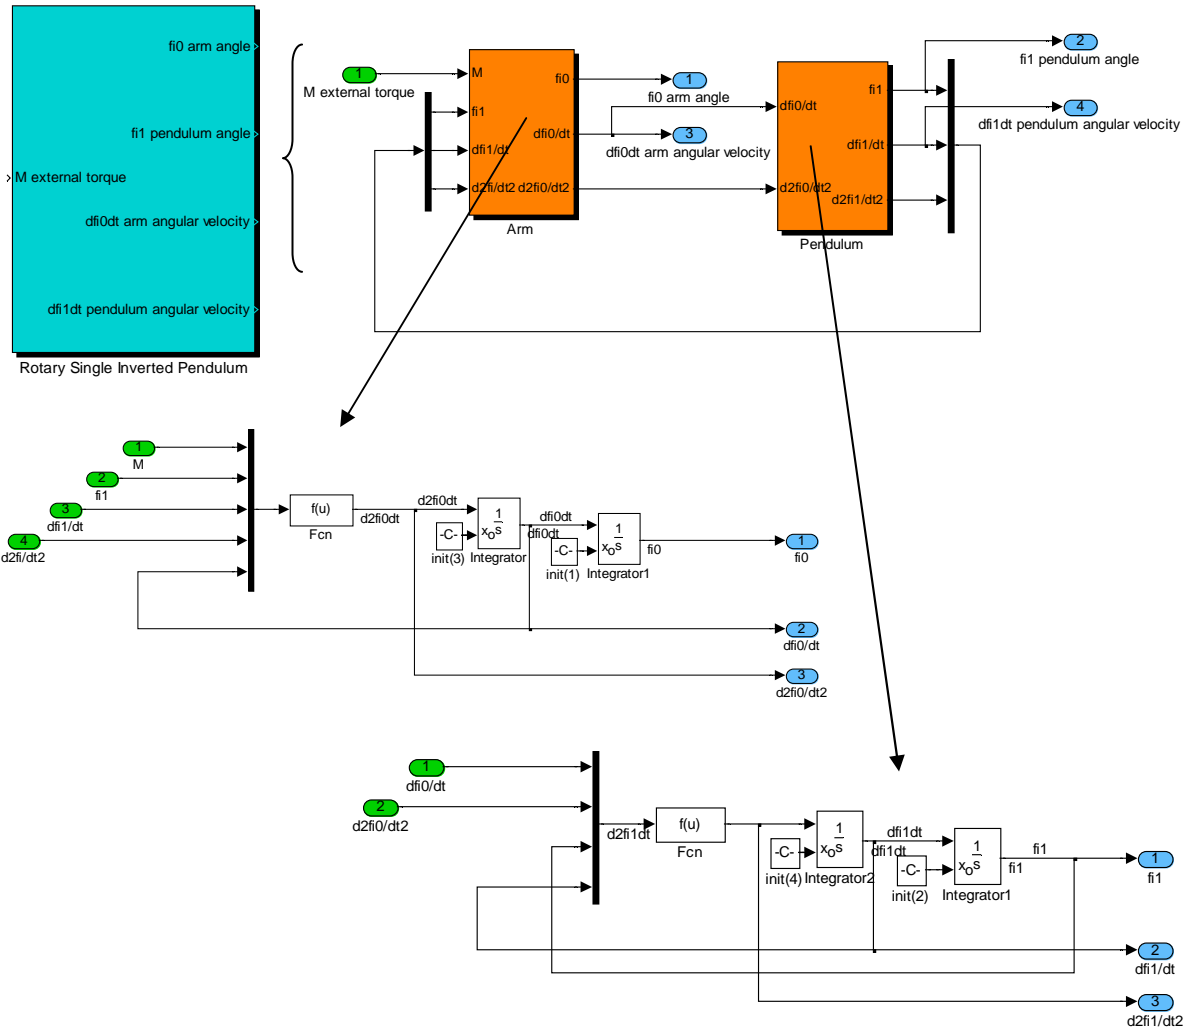 fi0 arm angle
fi1 pendulum angle
M external torque
dfi0dt arm angular velocity
dfi1dt pendulum angular velocity
Rotary Single Inverted Pendulum
1
M external torque
M
fi1
dfi1/dt
d2fi/dt2
fi0
dfi0/dt
d2fi0/dt2
Arm
1
fi0 arm angle
3
dfi0dt arm angular velocity
dfi0/dt
d2fi0/dt2
fi1
dfi1/dt
d2fi1/dt2
Pendulum
2
fi1 pendulum angle
4
dfi1dt pendulum angular velocity
1
M
2
fi1
3
dfi1/dt
4
d2fi/dt2
f(u)
Fcn
d2fi0dt
d2fi0dt
-C-
init(3)
1
s
xo
Integrator
dfi0dt
dfi0dt
-C-
init(1)
1
s
xo
Integrator1
fi0
1
fi0
2
dfi0/dt
3
d2fi0/dt2
1
dfi0/dt
2
d2fi0/dt2
d2fi1dt
f(u)
Fcn
-C-
init(4)
1
s
xo
Integrator2
dfi1dt
dfi1dt
-C-
init(2)
1
s
xo
Integrator1
fi1
fi1
1
fi1
2
dfi1/dt
3
d2fi1/dt2